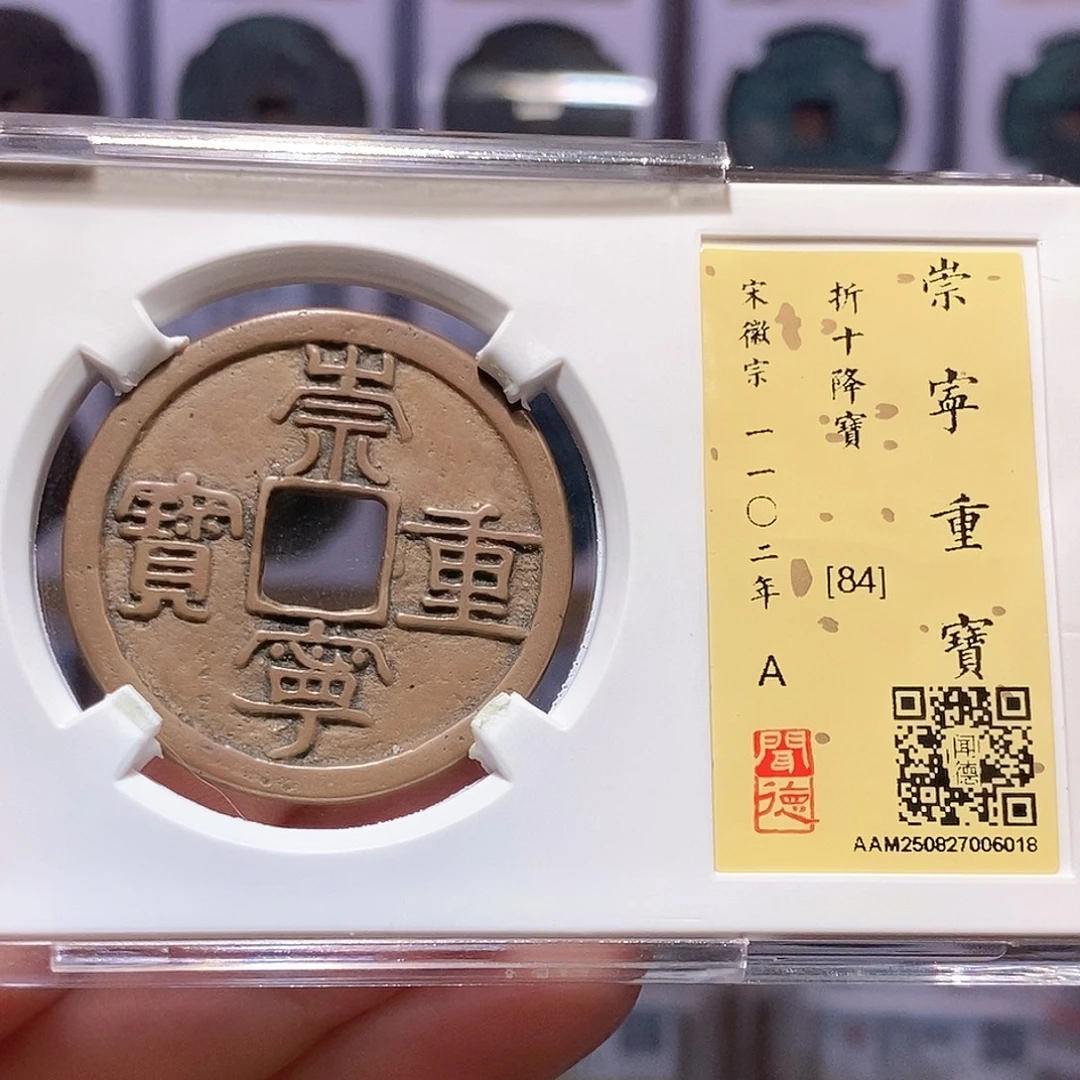 崇
重
寧
寶
崇寧重寶
折十降寶
[84]
宋徽宗 一一〇二年
A
聞德
闻德
AAM250827006018